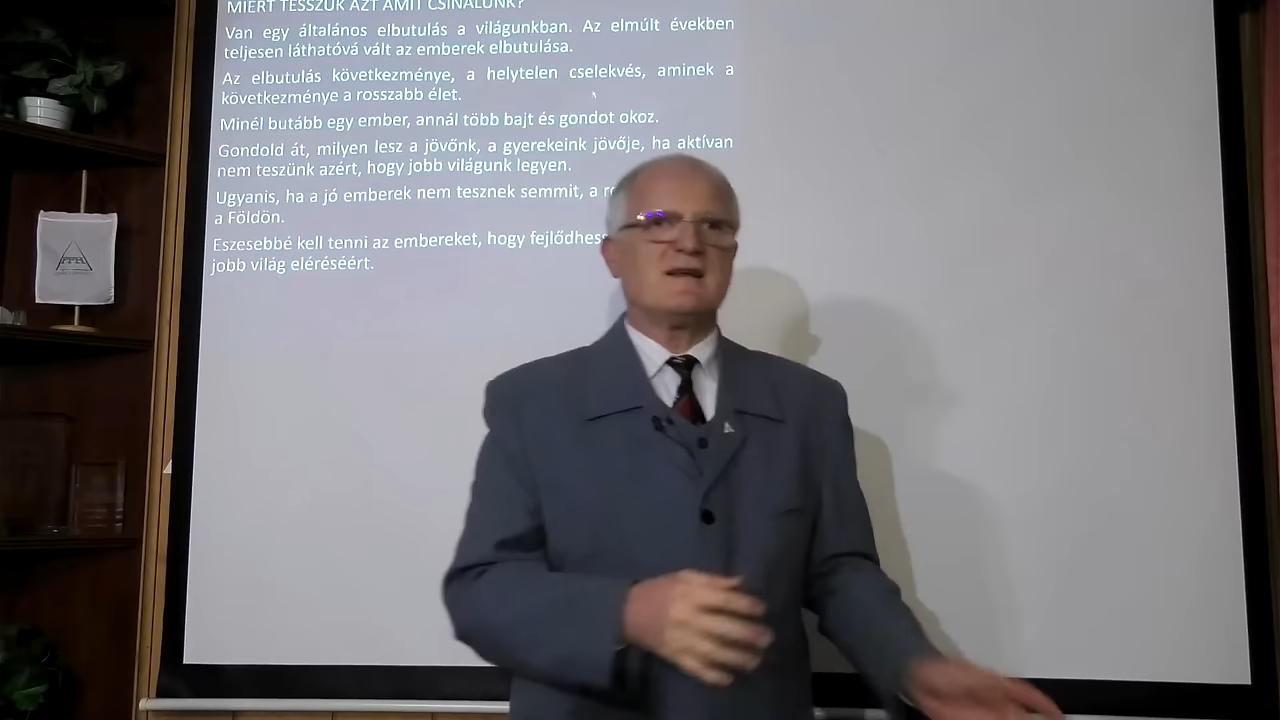 MIÉRT TESSZÜK AZT AMIT CSINÁLUNK?
Van egy általános elbutulás a világunkban. Az elmúlt években
teljesen láthatóvá vált az emberek elbutulása.
Az elbutulás következménye, a helytelen cselekvés, aminek a
következménye a rosszabb élet.
Minél butább egy ember, annál több bajt és gondot okoz.
Gondold át, milyen lesz a jövőnk, a gyerekeink jövője, ha aktívan
nem teszünk azért, hogy jobb világunk legyen.
Ugyanis, ha a jó emberek nem tesznek semmit, a
a Földön.
Eszesebbé kell tenni az embereket, hogy
jobb világ eléréséért.